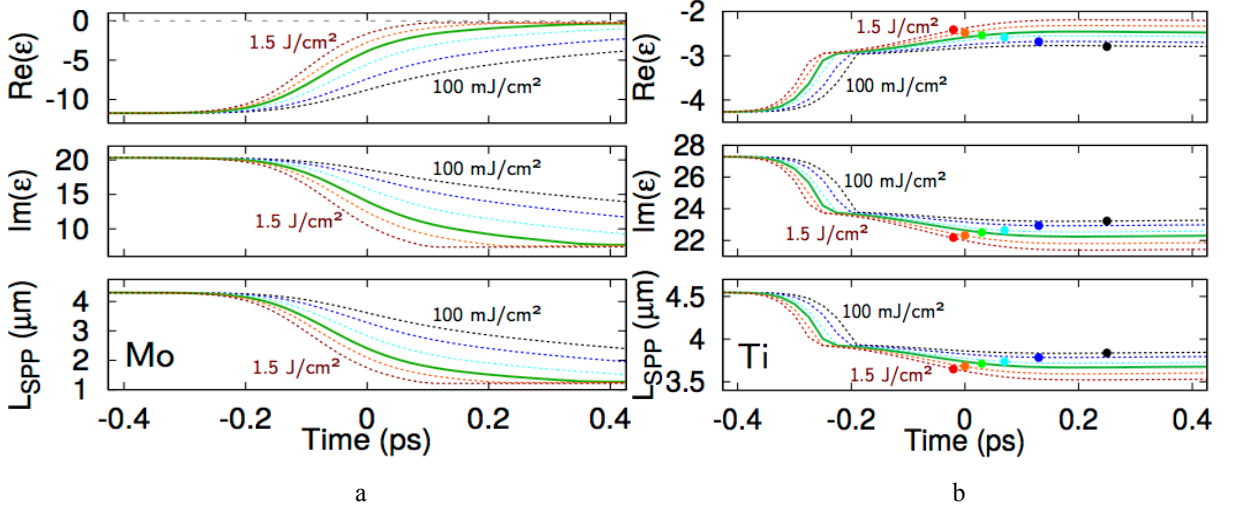 Re(ε)
0
-5
-10
1.5 J/cm²
100 mJ/cm²
Im(ε)
20
15
10
100 mJ/cm²
1.5 J/cm²
L_SPP (μm)
4
3
2
1
100 mJ/cm²
1.5 J/cm²
Mo
-0.4 -0.2 0 0.2 0.4
Time (ps)
a
Re(ε)
-2
-3
-4
1.5 J/cm²
100 mJ/cm²
Im(ε)
28
26
24
22
100 mJ/cm²
1.5 J/cm²
L_SPP (μm)
4.5
3.5
100 mJ/cm²
1.5 J/cm²
Ti
-0.4 -0.2 0 0.2 0.4
Time (ps)
b